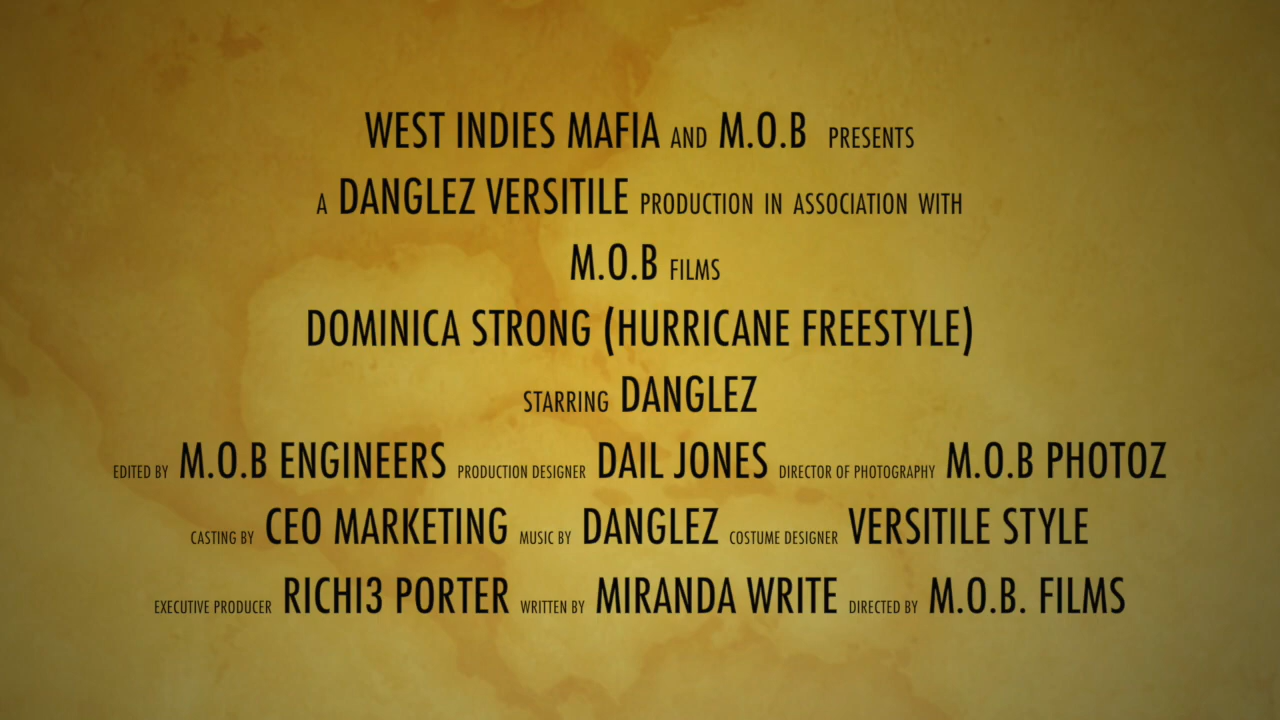 WEST INDIES MAFIA AND M.O.B PRESENTS
A DANGLEZ VERSITILE PRODUCTION IN ASSOCIATION WITH
M.O.B FILMS
DOMINICA STRONG (HURRICANE FREESTYLE)
STARRING DANGLEZ
EDITED BY M.O.B ENGINEERS PRODUCTION DESIGNER DAIL JONES DIRECTOR OF PHOTOGRAPHY M.O.B PHOTOZ
CASTING BY CEO MARKETING MUSIC BY DANGLEZ COSTUME DESIGNER VERSITILE STYLE
EXECUTIVE PRODUCER RICHI3 PORTER WRITTEN BY MIRANDA WRITE DIRECTED BY M.O.B. FILMS